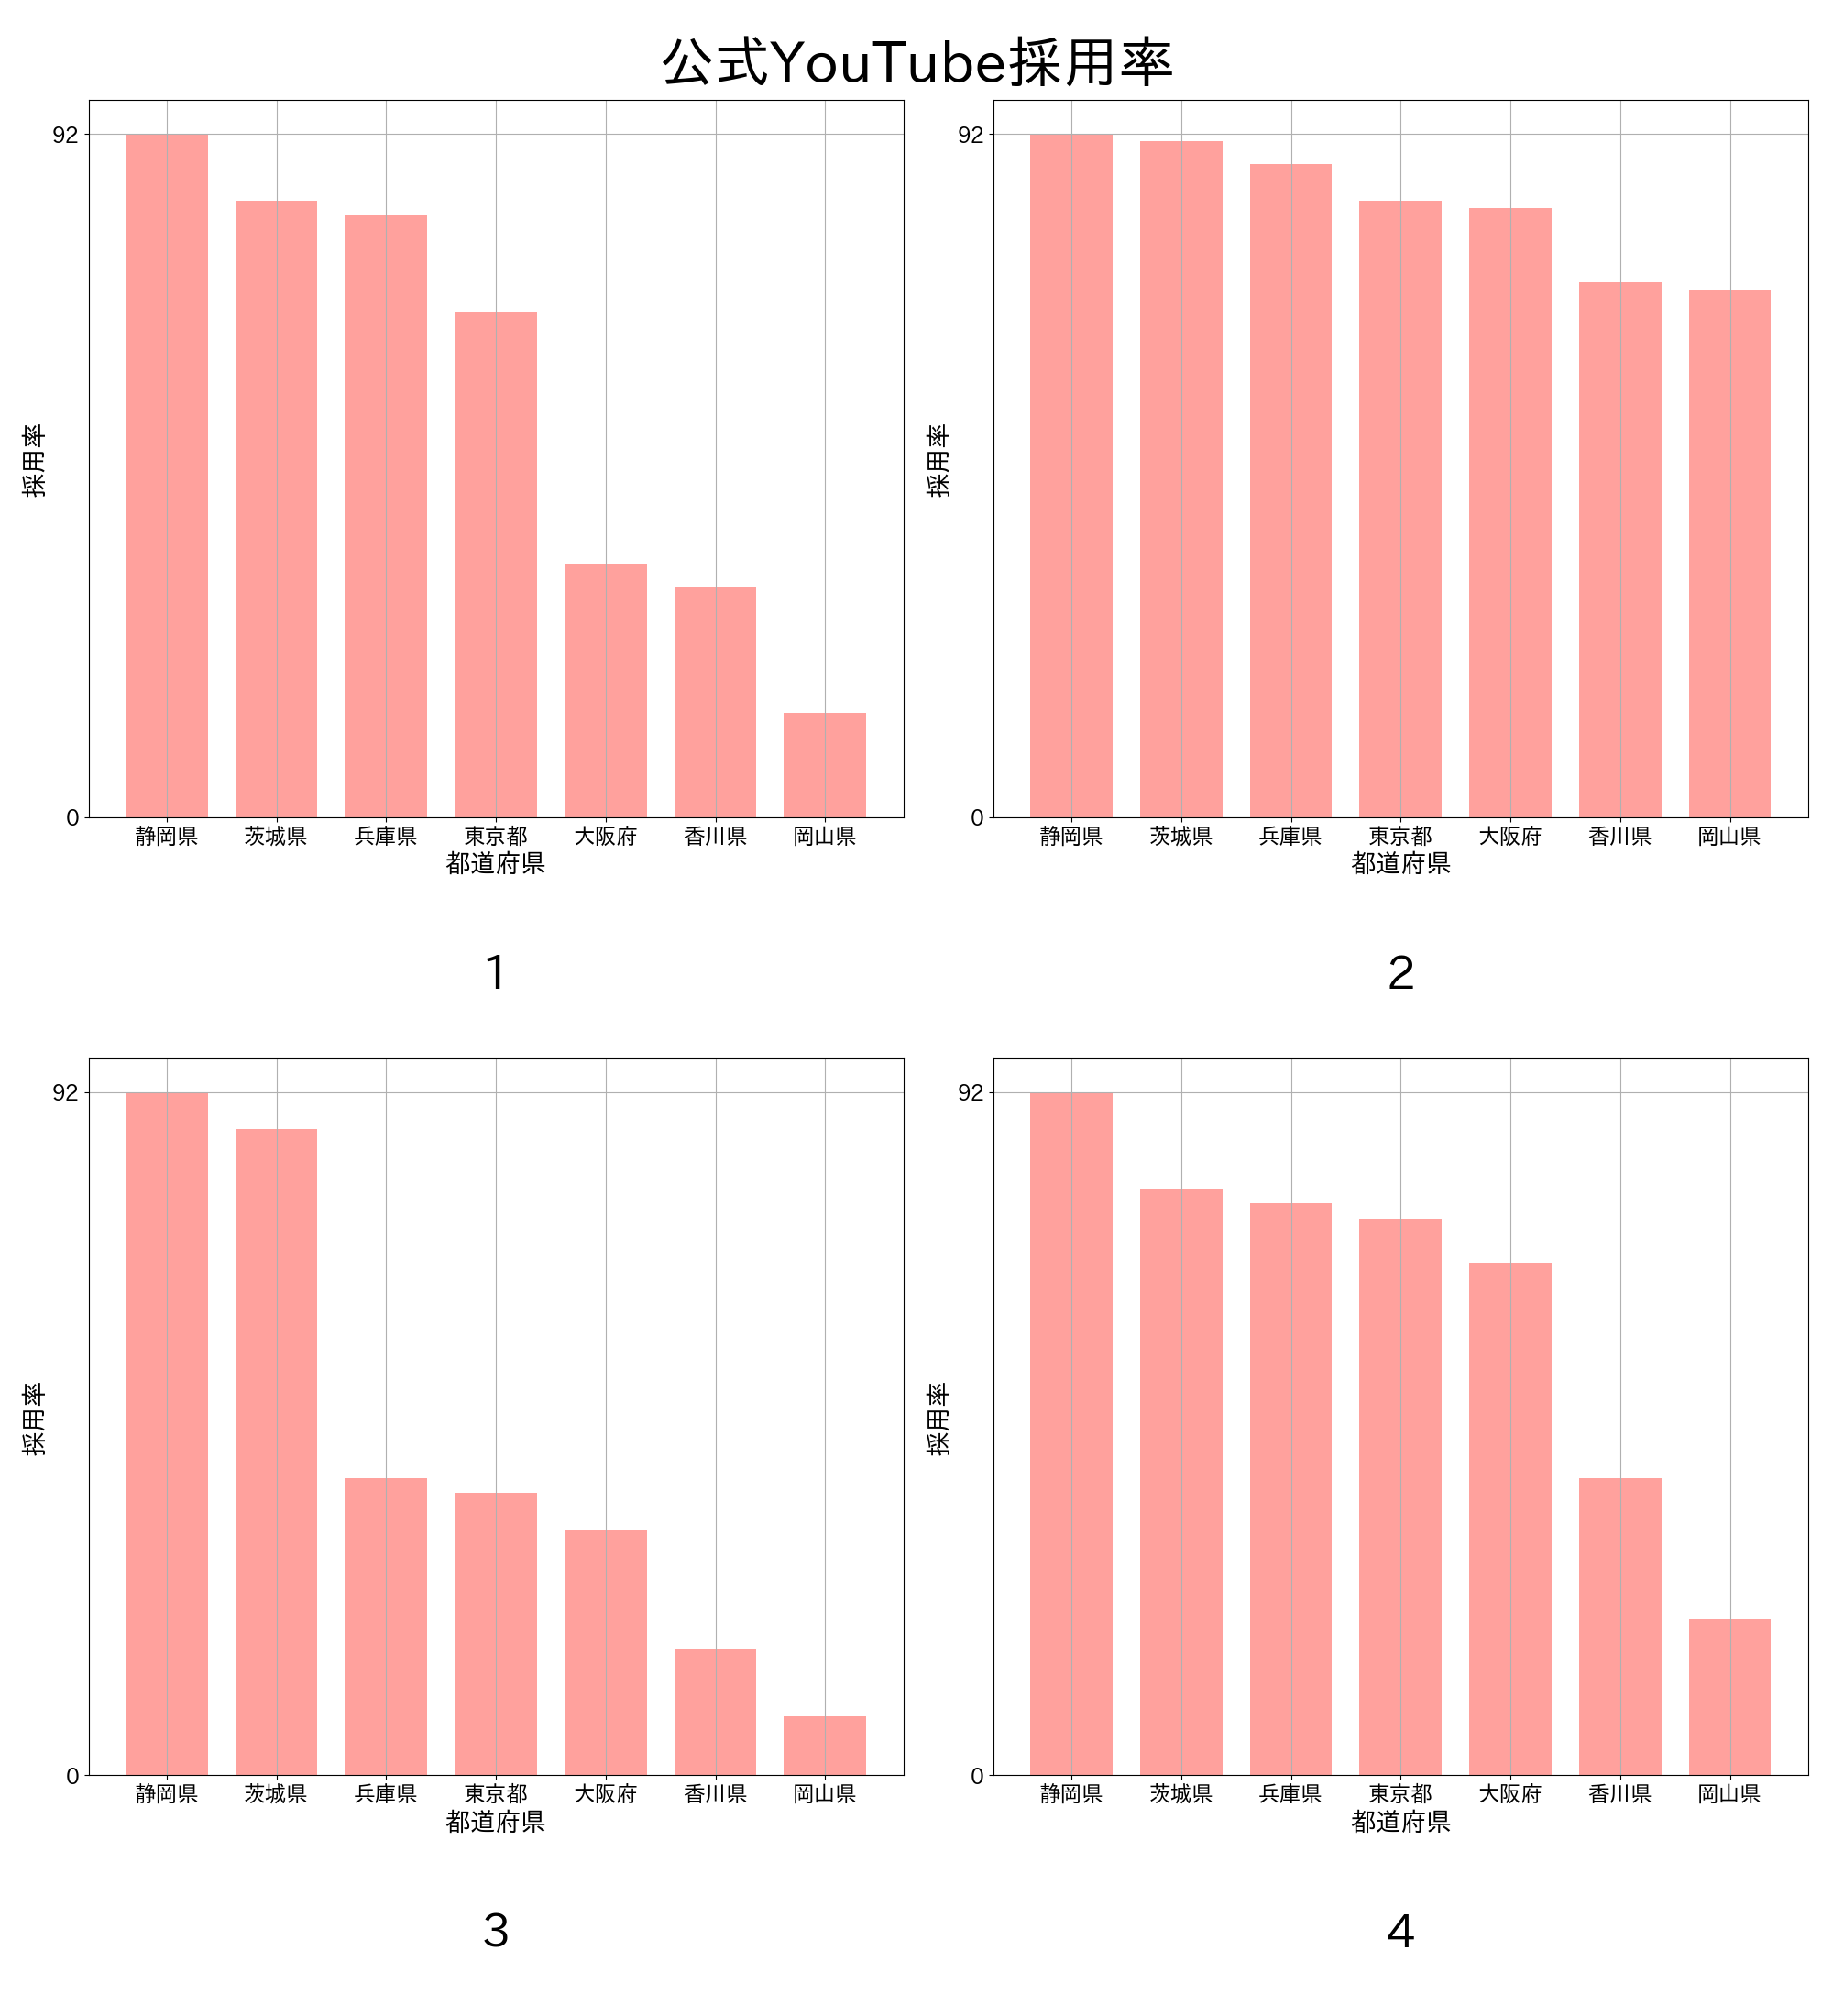 公式YouTube採用率
92
0
採用率
静岡県 茨城県 兵庫県 東京都 大阪府 香川県 岡山県
都道府県
1
92
0
採用率
静岡県 茨城県 兵庫県 東京都 大阪府 香川県 岡山県
都道府県
2
92
0
採用率
静岡県 茨城県 兵庫県 東京都 大阪府 香川県 岡山県
都道府県
3
92
0
採用率
静岡県 茨城県 兵庫県 東京都 大阪府 香川県 岡山県
都道府県
4